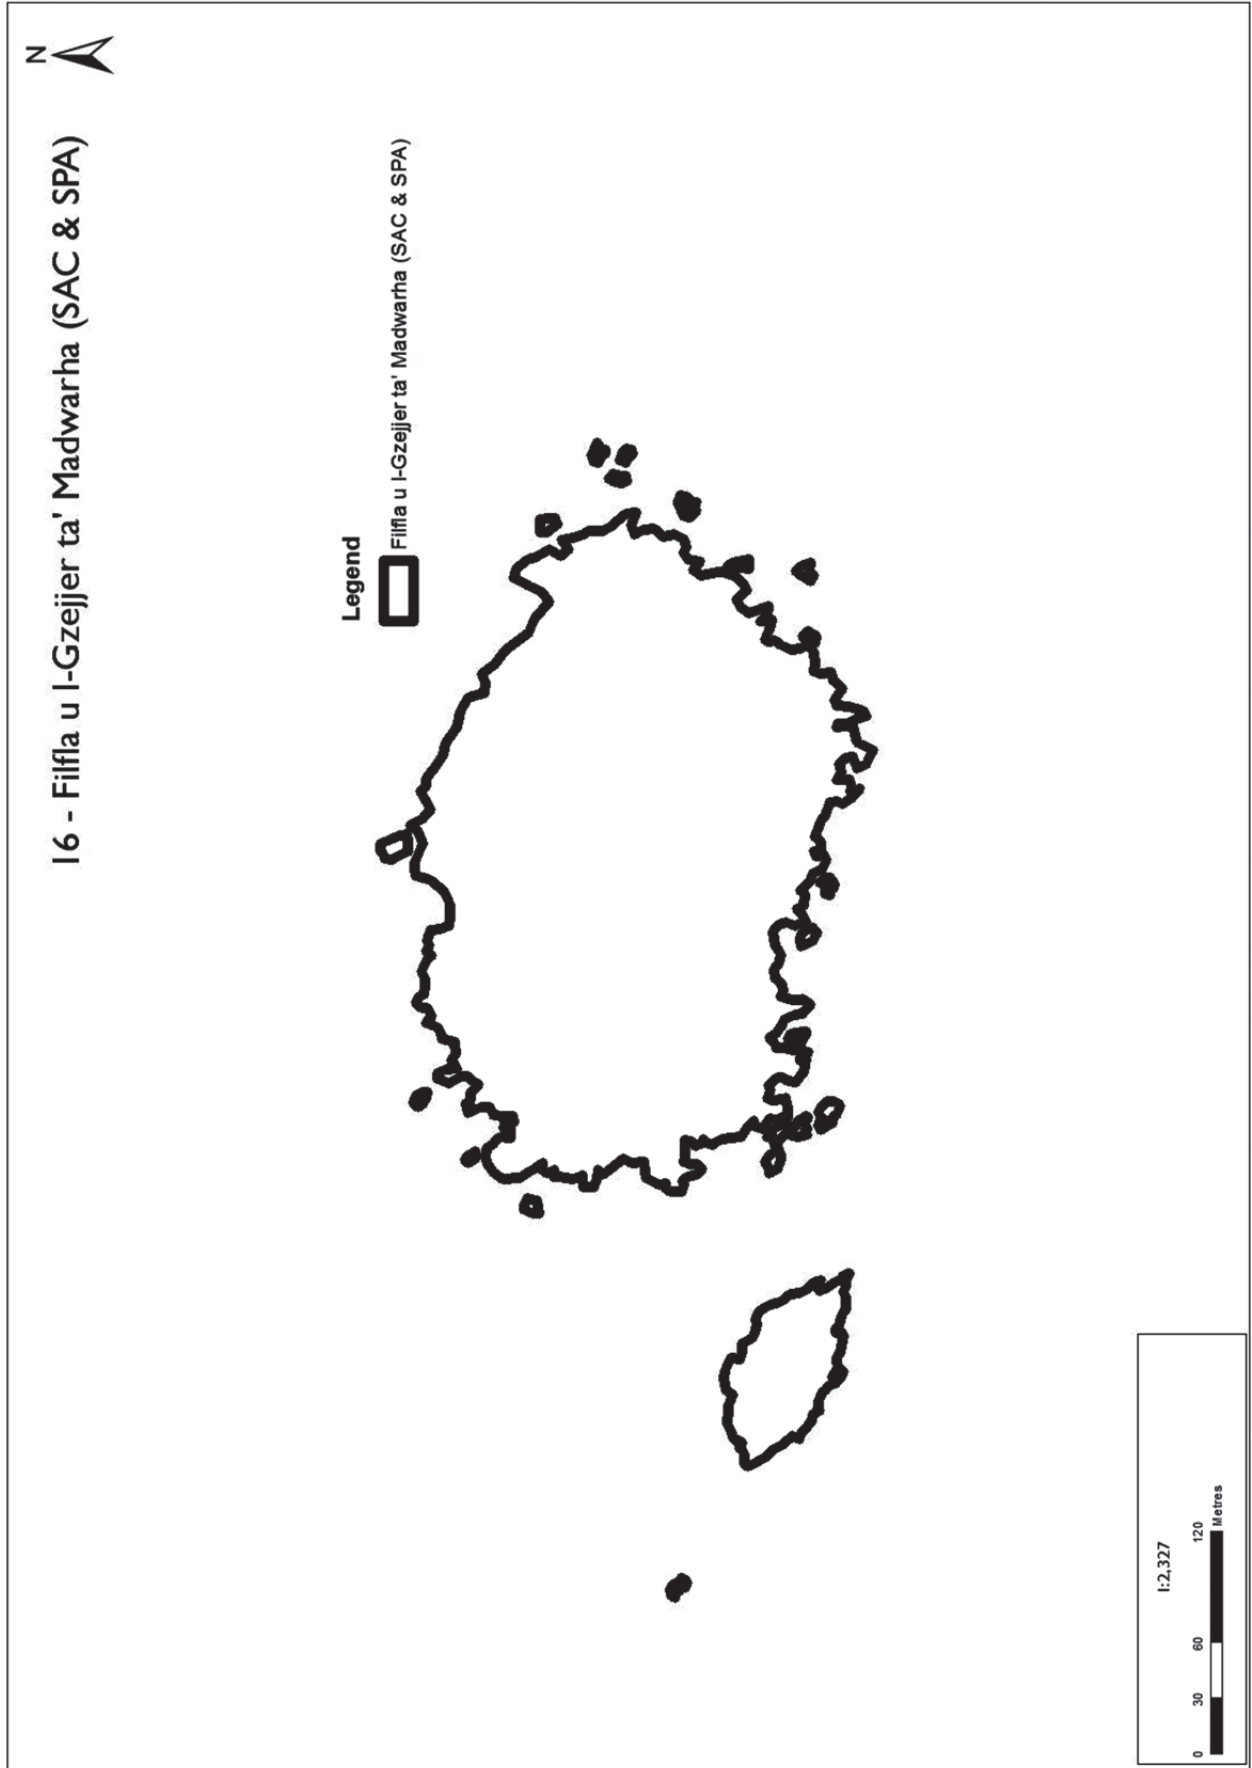 N
16 - Filfla u l-Gzejjer ta' Madwarha (SAC & SPA)
Legend
Filfla u l-Gzejjer ta' Madwarha (SAC & SPA)
1:2,327
0 30 60 120
Metres